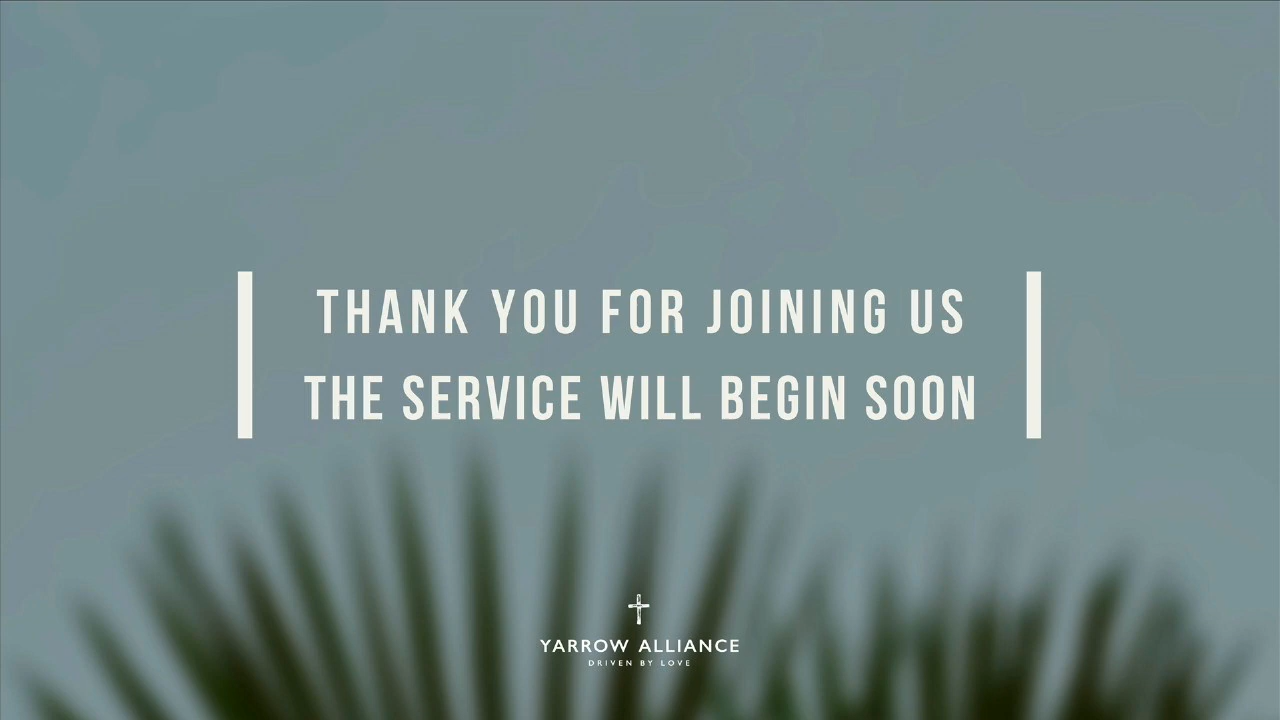 THANK YOU FOR JOINING US
THE SERVICE WILL BEGIN SOON
YARROW ALLIANCE
DRIVEN BY LOVE